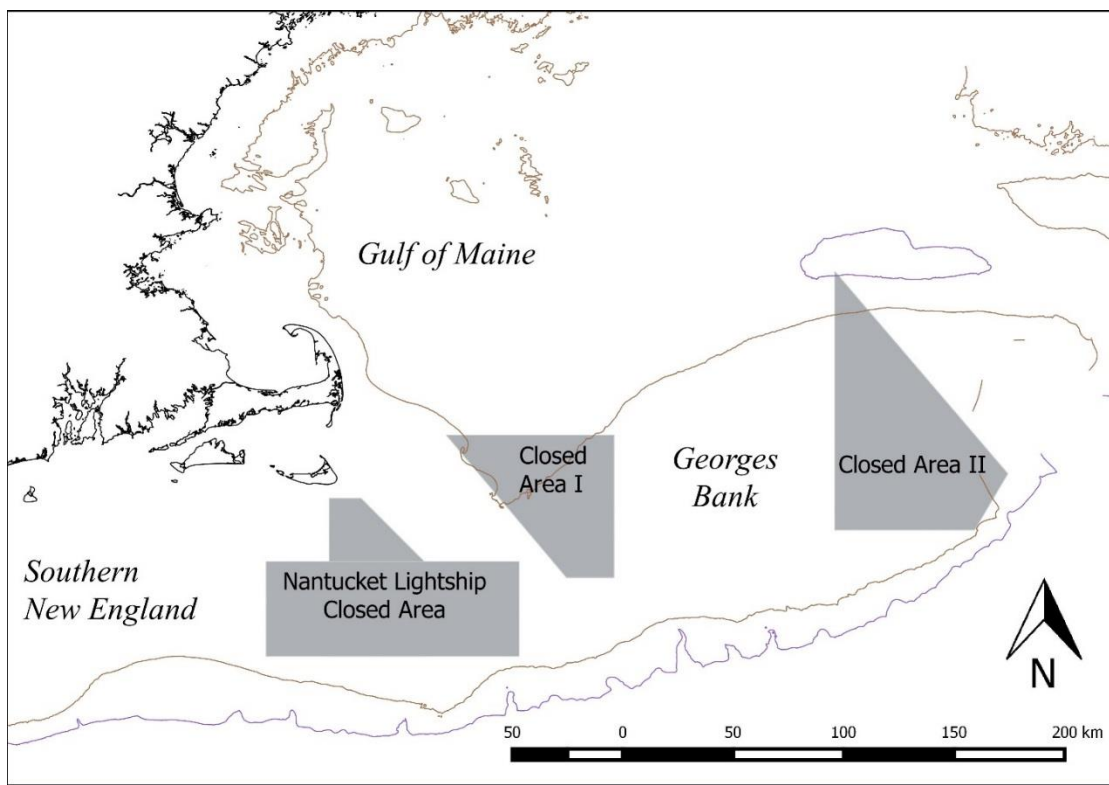 Gulf of Maine
Closed
Area I
Georges
Bank
Closed Area II
Southern
New England
Nantucket Lightship
Closed Area
N
50 0 50 100 150 200 km